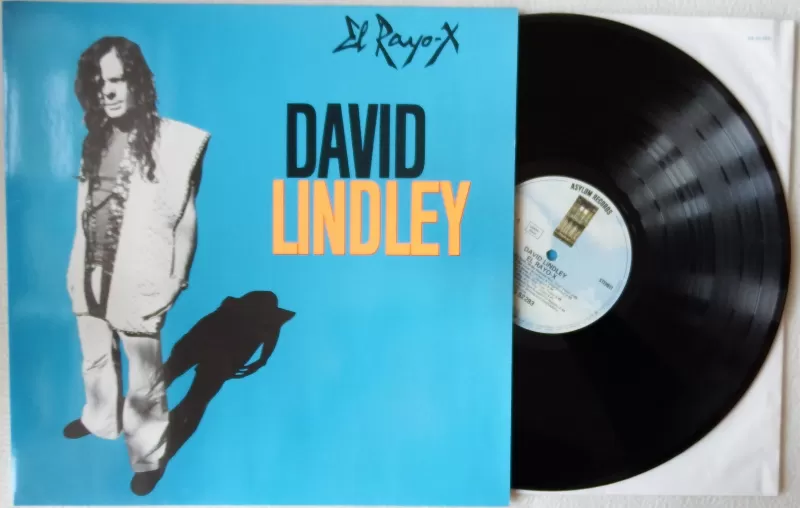 El Rayo-X
DAVID
LINDLEY
ASYLUM RECORDS
STEREO
DAVID LINDLEY
EL RAYO-X